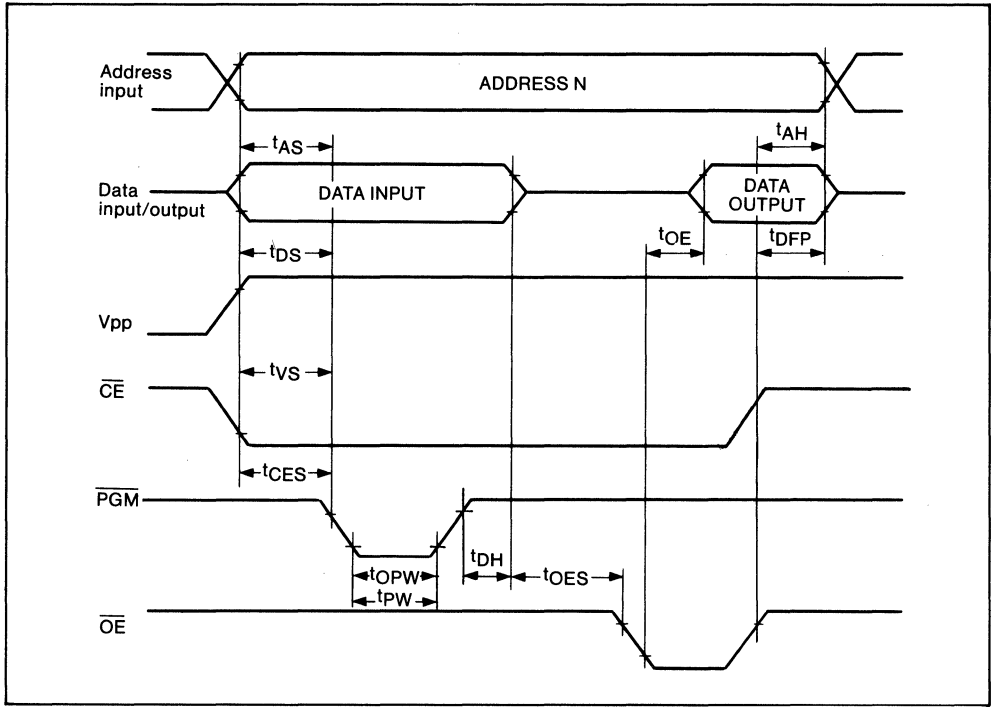 Address
input
ADDRESS N
tAS
tAH
Data
input/output
DATA INPUT
DATA
OUTPUT
tDS
tOE
tDFP
Vpp
tVS
CE
tCES
PGM
tDH
tOES
tOPW
tPW
OE